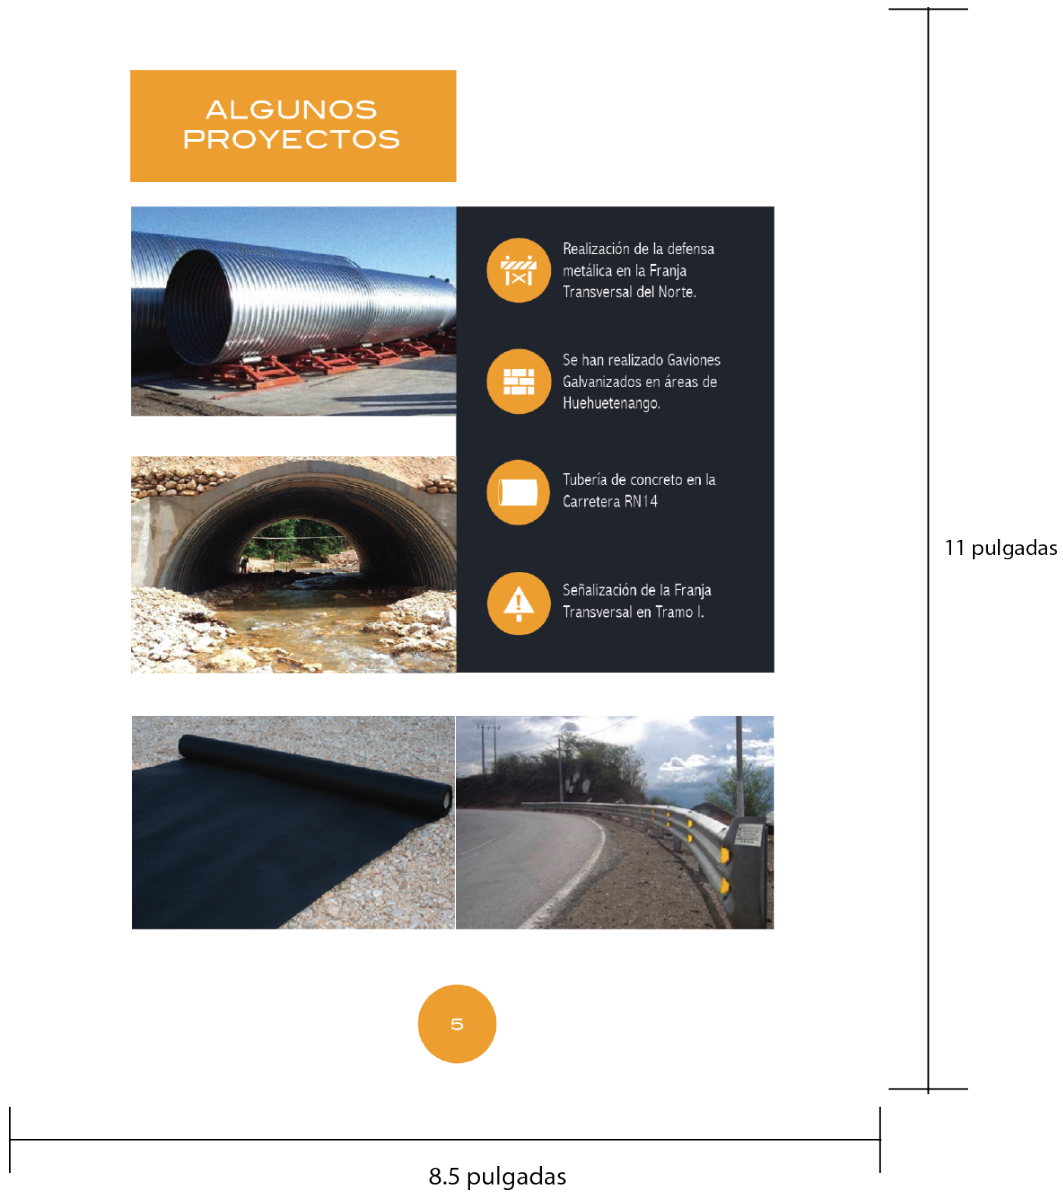 ALGUNOS
PROYECTOS
Realización de la defensa
metálica en la Franja
Transversal del Norte.
Se han realizado Gaviones
Galvanizados en áreas de
Huehuetenango.
Tubería de concreto en la
Carretera RN14
Señalización de la Franja
Transversal en Tramo I.
11 pulgadas
5
8.5 pulgadas